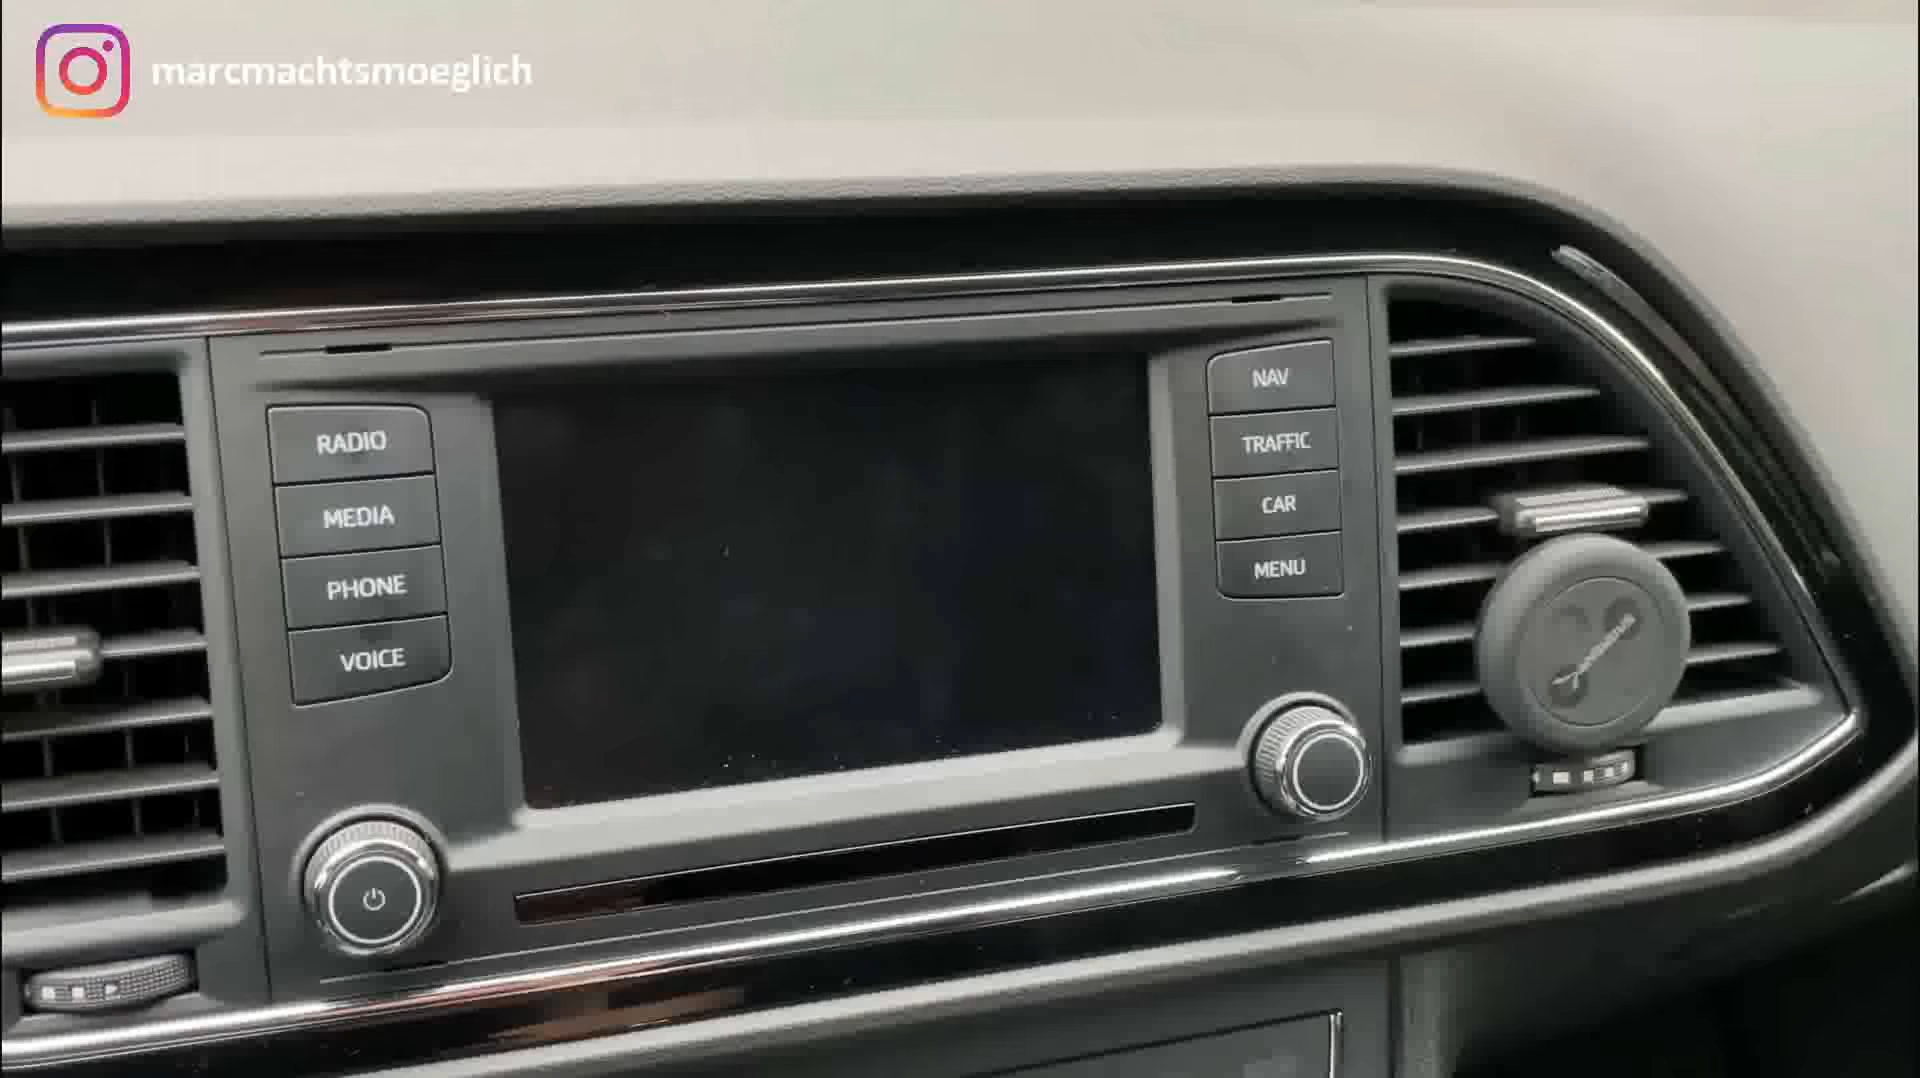 marcmachtsmoeglich
RADIO
MEDIA
PHONE
VOICE
NAV
TRAFFIC
CAR
MENU